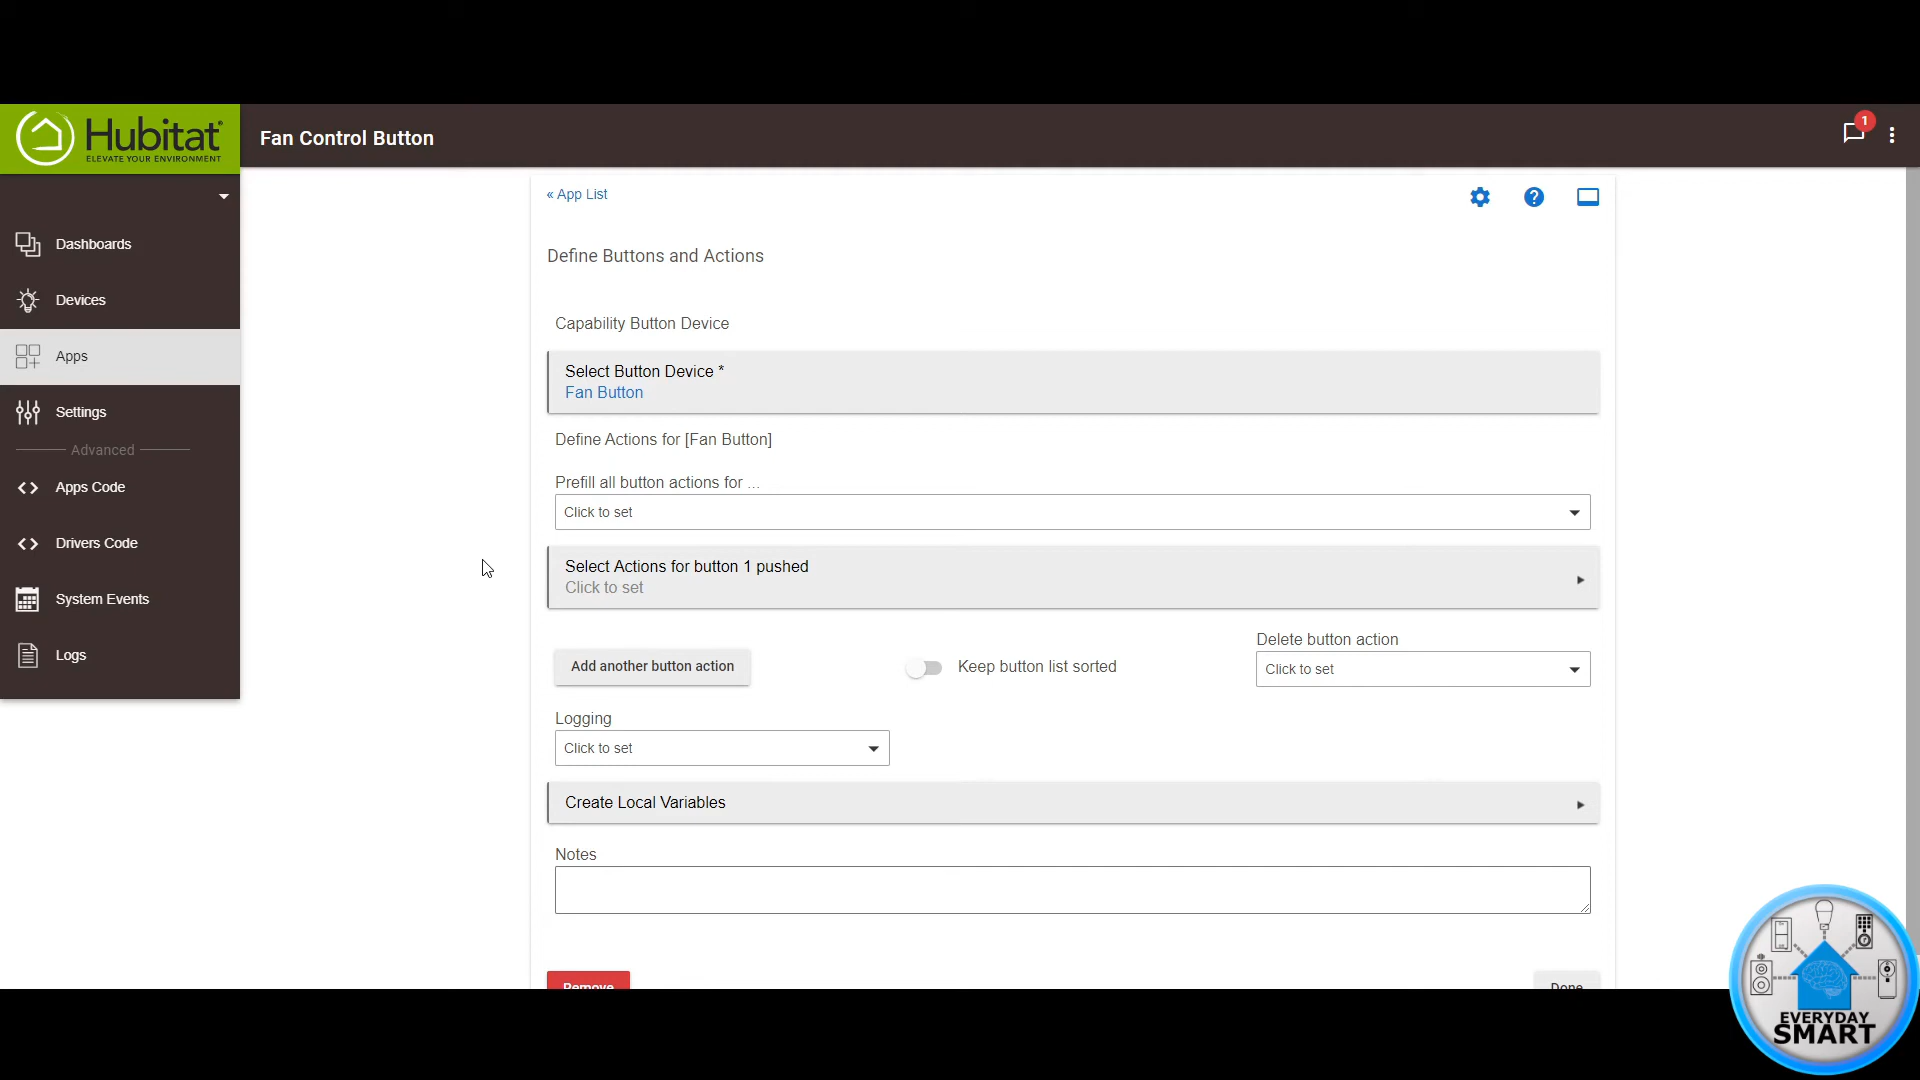 Hubitat®
ELEVATE YOUR ENVIRONMENT
Fan Control Button
1
« App List
Dashboards
Devices
Apps
Settings
Advanced
Apps Code
Drivers Code
System Events
Logs
Define Buttons and Actions
Capability Button Device
Select Button Device *
Fan Button
Define Actions for [Fan Button]
Prefill all button actions for ...
Click to set
Select Actions for button 1 pushed
Click to set
Add another button action
Keep button list sorted
Delete button action
Click to set
Logging
Click to set
Create Local Variables
Notes
Remove
Done
EVERYDAY
SMART